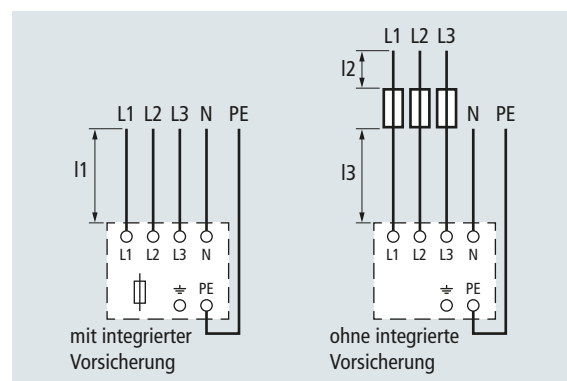 L1 L2 L3
l2
L1 L2 L3 N PE
N PE
l1
l3
L1 L2 L3 N
PE
mit integrierter
Vorsicherung
L1 L2 L3 N
PE
ohne integrierte
Vorsicherung